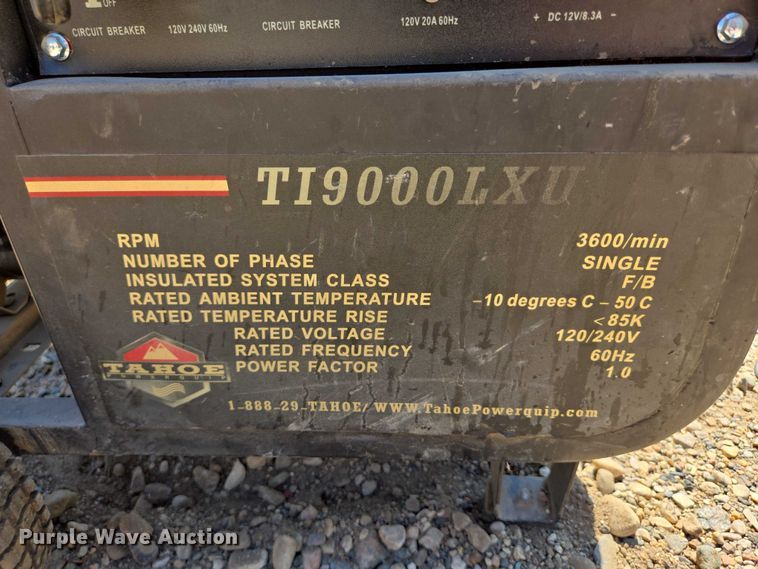 OFF
CIRCUIT BREAKER 120V 240V 60Hz CIRCUIT BREAKER 120V 20A 60Hz + DC 12V/8.3A −
TI9000LXU
RPM 3600/min
NUMBER OF PHASE SINGLE
INSULATED SYSTEM CLASS F/B
RATED AMBIENT TEMPERATURE –10 degrees C – 50 C
RATED TEMPERATURE RISE <85K
RATED VOLTAGE 120/240V
RATED FREQUENCY 60Hz
POWER FACTOR 1.0
TAHOE
1-888-29-TAHOE/ WWW.TahoePowerquip.com
Purple Wave Auction